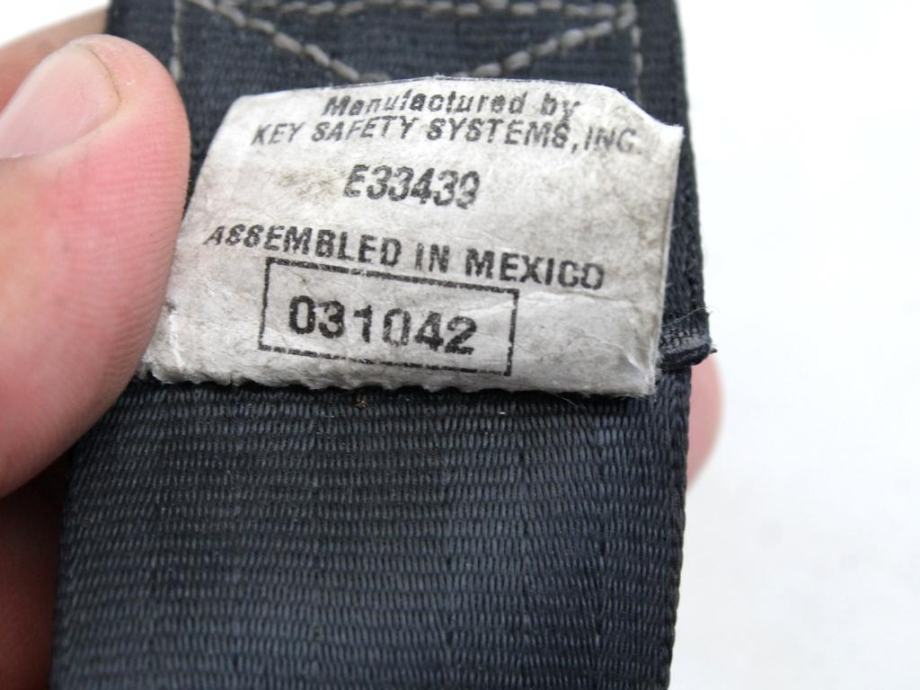 Manufactured by
KEY SAFETY SYSTEMS, INC.
E33439
ASSEMBLED IN MEXICO
031042